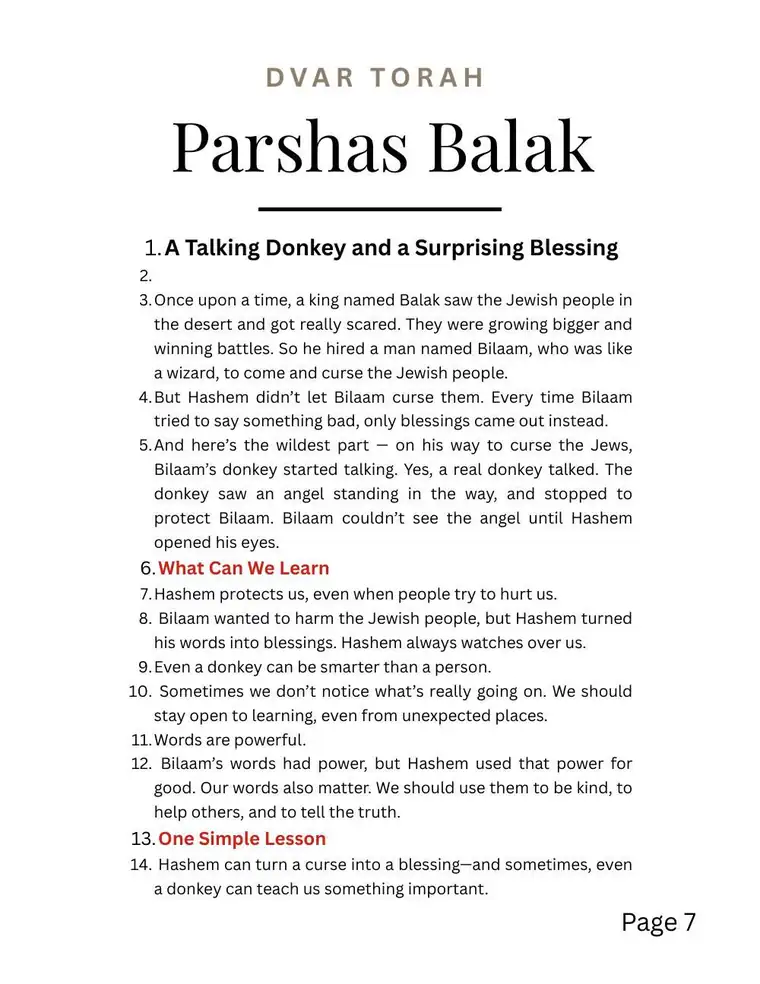 DVAR TORAH
Parshas Balak
1. A Talking Donkey and a Surprising Blessing
2.
3. Once upon a time, a king named Balak saw the Jewish people in
the desert and got really scared. They were growing bigger and
winning battles. So he hired a man named Bilaam, who was like
a wizard, to come and curse the Jewish people.
4. But Hashem didn’t let Bilaam curse them. Every time Bilaam
tried to say something bad, only blessings came out instead.
5. And here’s the wildest part — on his way to curse the Jews,
Bilaam’s donkey started talking. Yes, a real donkey talked. The
donkey saw an angel standing in the way, and stopped to
protect Bilaam. Bilaam couldn’t see the angel until Hashem
opened his eyes.
6. What Can We Learn
7. Hashem protects us, even when people try to hurt us.
8. Bilaam wanted to harm the Jewish people, but Hashem turned
his words into blessings. Hashem always watches over us.
9. Even a donkey can be smarter than a person.
10. Sometimes we don’t notice what’s really going on. We should
stay open to learning, even from unexpected places.
11. Words are powerful.
12. Bilaam’s words had power, but Hashem used that power for
good. Our words also matter. We should use them to be kind, to
help others, and to tell the truth.
13. One Simple Lesson
14. Hashem can turn a curse into a blessing—and sometimes, even
a donkey can teach us something important.
Page 7